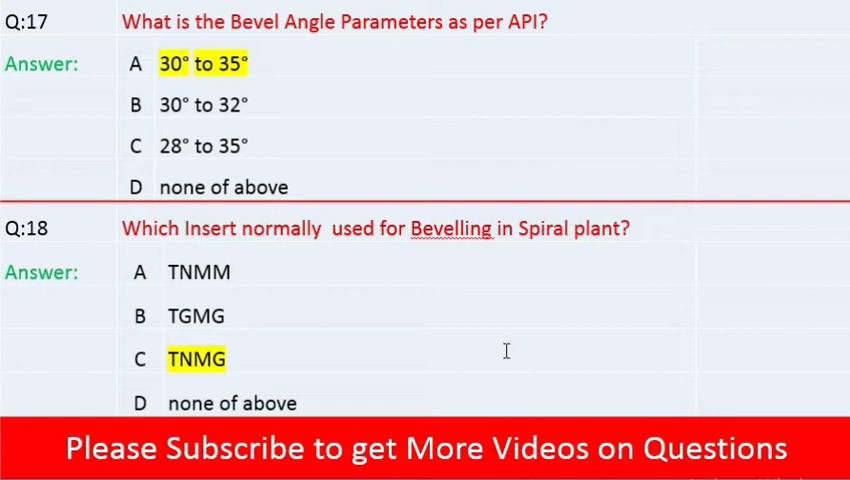 Q:17 What is the Bevel Angle Parameters as per API?
Answer: A 30° to 35°
B 30° to 32°
C 28° to 35°
D none of above
Q:18 Which Insert normally used for Bevelling in Spiral plant?
Answer: A TNMM
B TGMG
C TNMG
D none of above
Please Subscribe to get More Videos on Questions